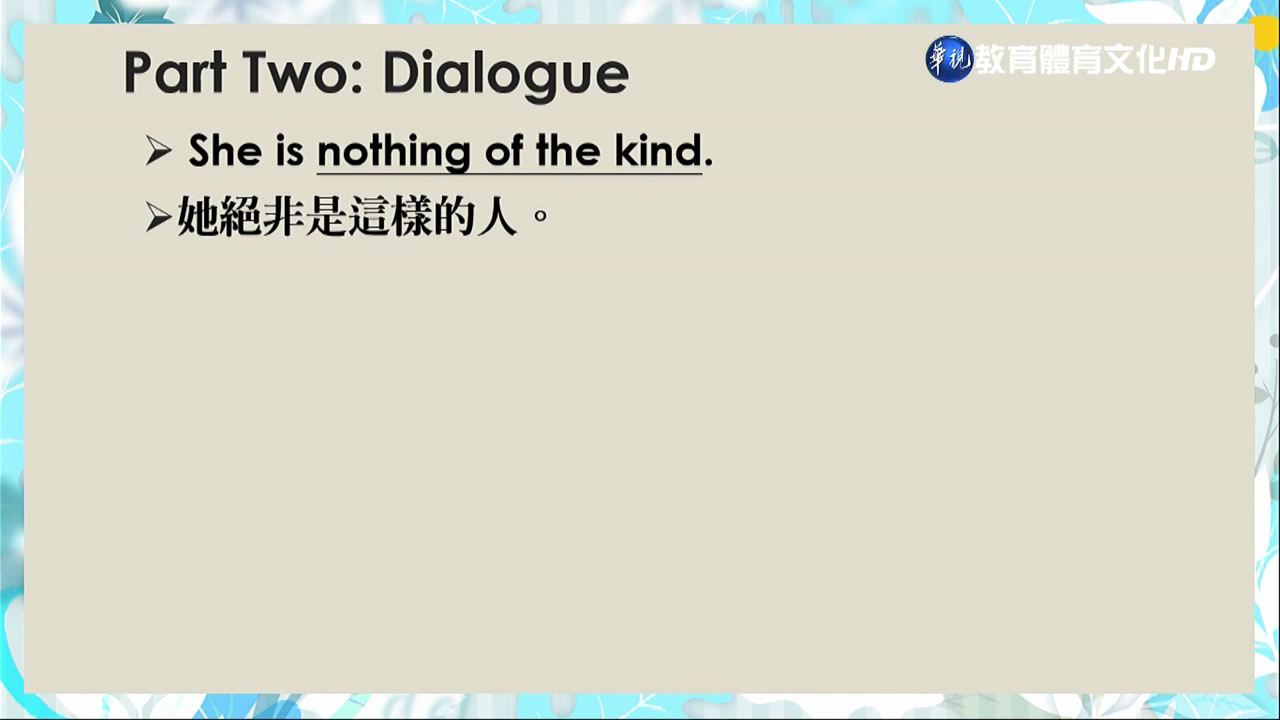 Part Two: Dialogue
華視 教育體育文化HD
➢ She is nothing of the kind.
➢她絕非是這樣的人。